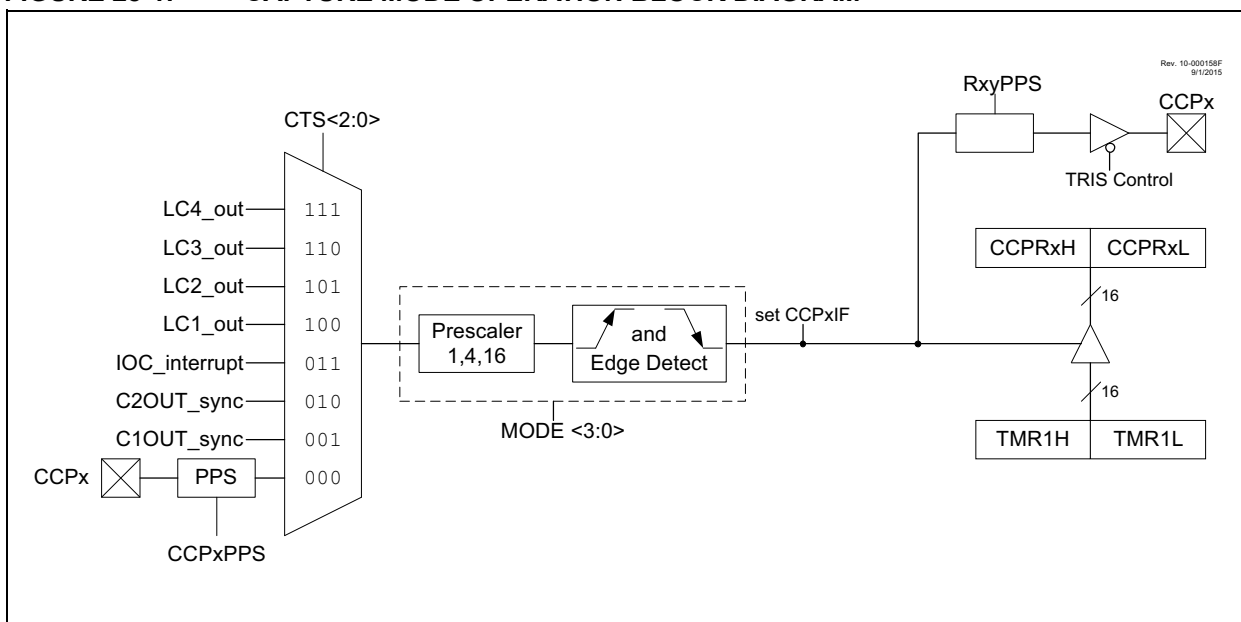 Rev. 10-000158F
9/1/2015
RxyPPS
CCPx
CTS<2:0>
TRIS Control
LC4_out 111
LC3_out 110
LC2_out 101
LC1_out 100
IOC_interrupt 011
C2OUT_sync 010
C1OUT_sync 001
CCPx PPS 000
CCPxPPS
Prescaler
1,4,16
and
Edge Detect
MODE <3:0>
set CCPxIF
CCPRxH CCPRxL
16
16
TMR1H TMR1L